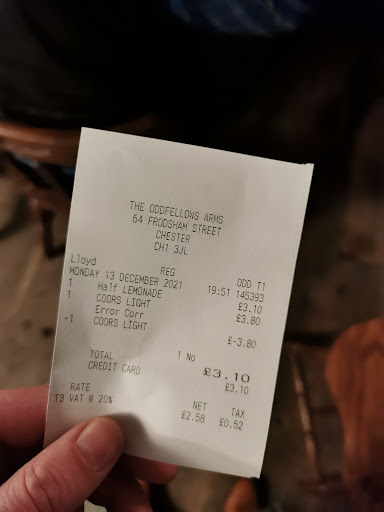 THE ODDFELLOWS ARMS
64 FRODSHAM STREET
CHESTER
CH1 3JL
REG ODD T1
Lloyd 19:51 145393
MONDAY 13 DECEMBER 2021
1 Half LEMONADE £3.10
1 COORS LIGHT £3.80
Error Corr
-1 COORS LIGHT £-3.80
1 No
TOTAL £3.10
CREDIT CARD £3.10
RATE NET TAX
T3 VAT @ 20% £2.58 £0.52